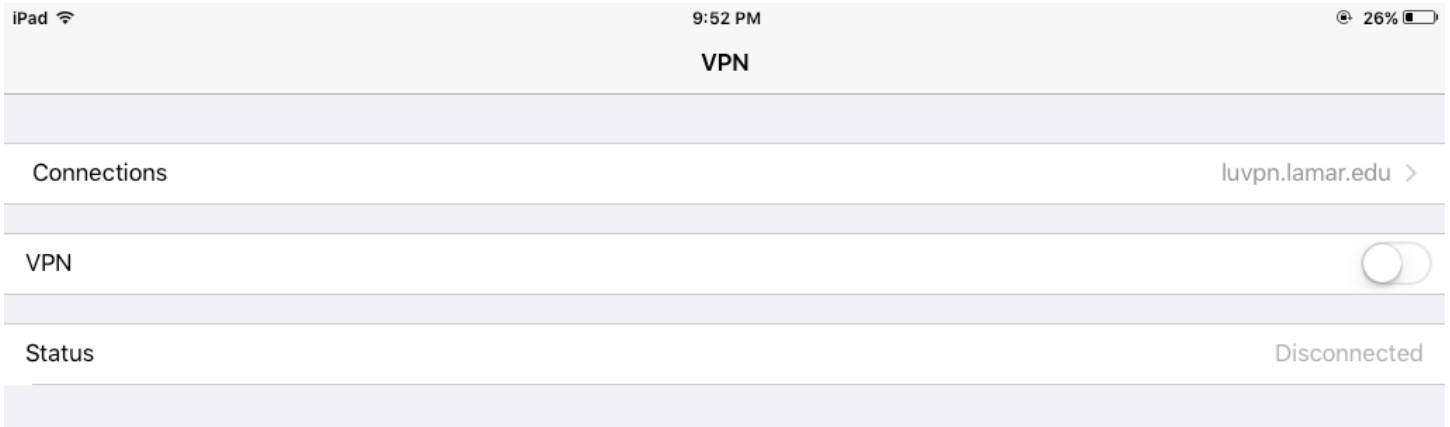 iPad 9:52 PM 26%
VPN
Connections luvpn.lamar.edu
VPN
Status Disconnected